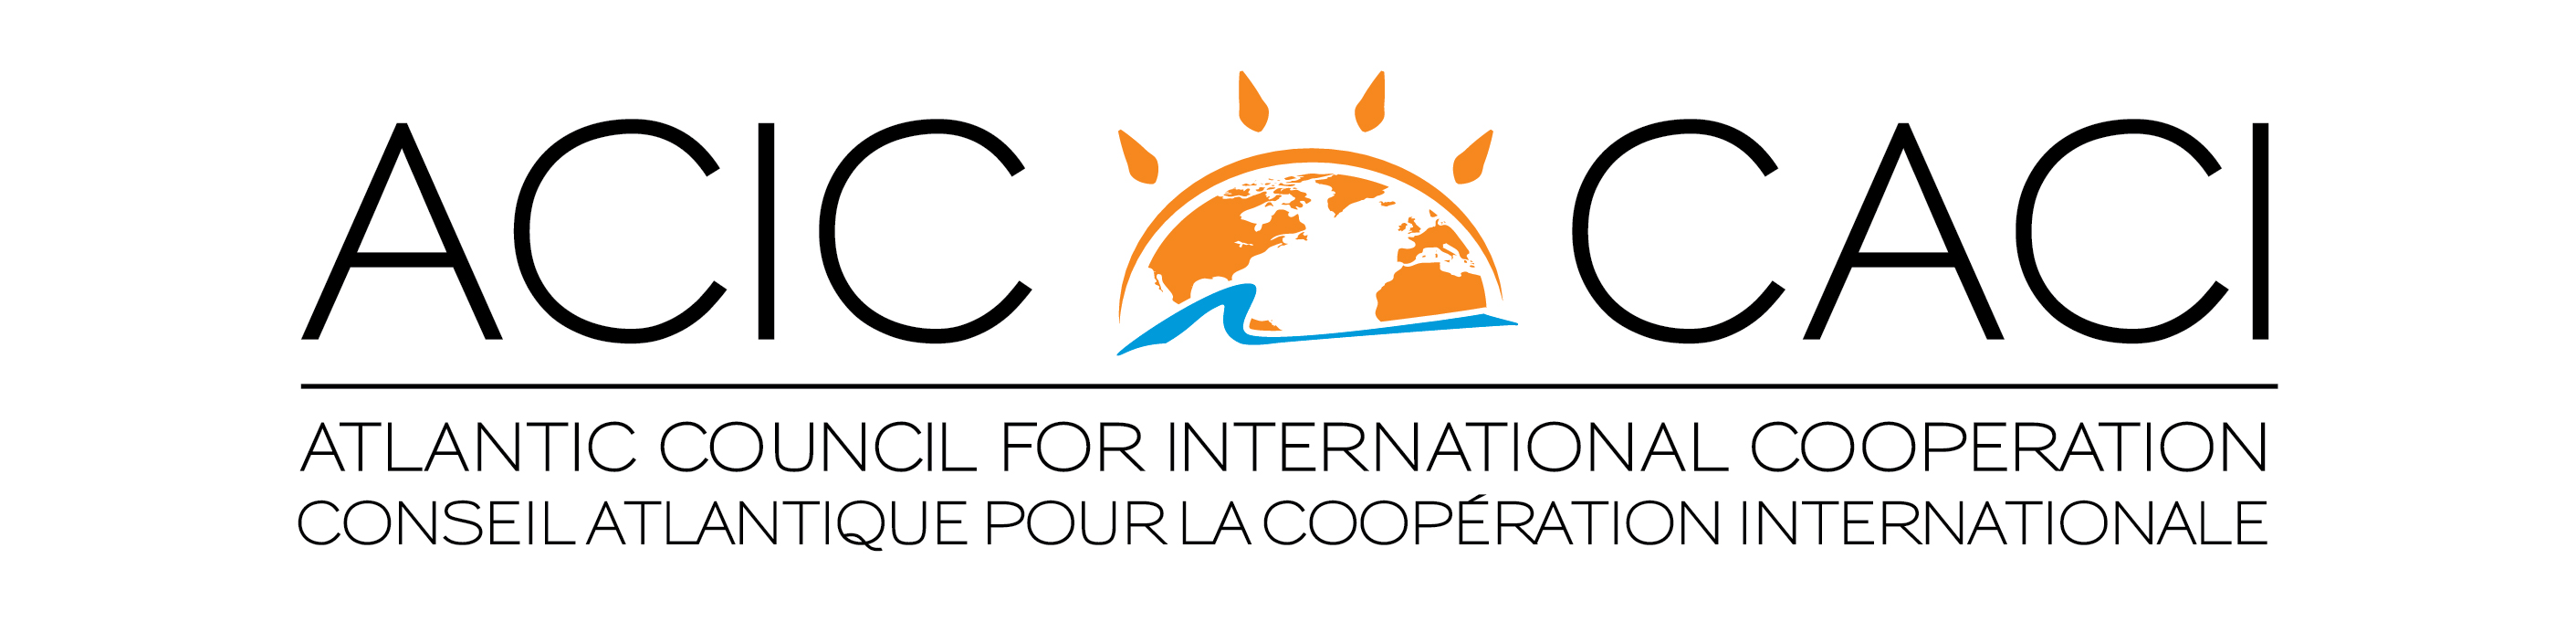 ACIC CACI
ATLANTIC COUNCIL FOR INTERNATIONAL COOPERATION
CONSEIL ATLANTIQUE POUR LA COOPÉRATION INTERNATIONALE